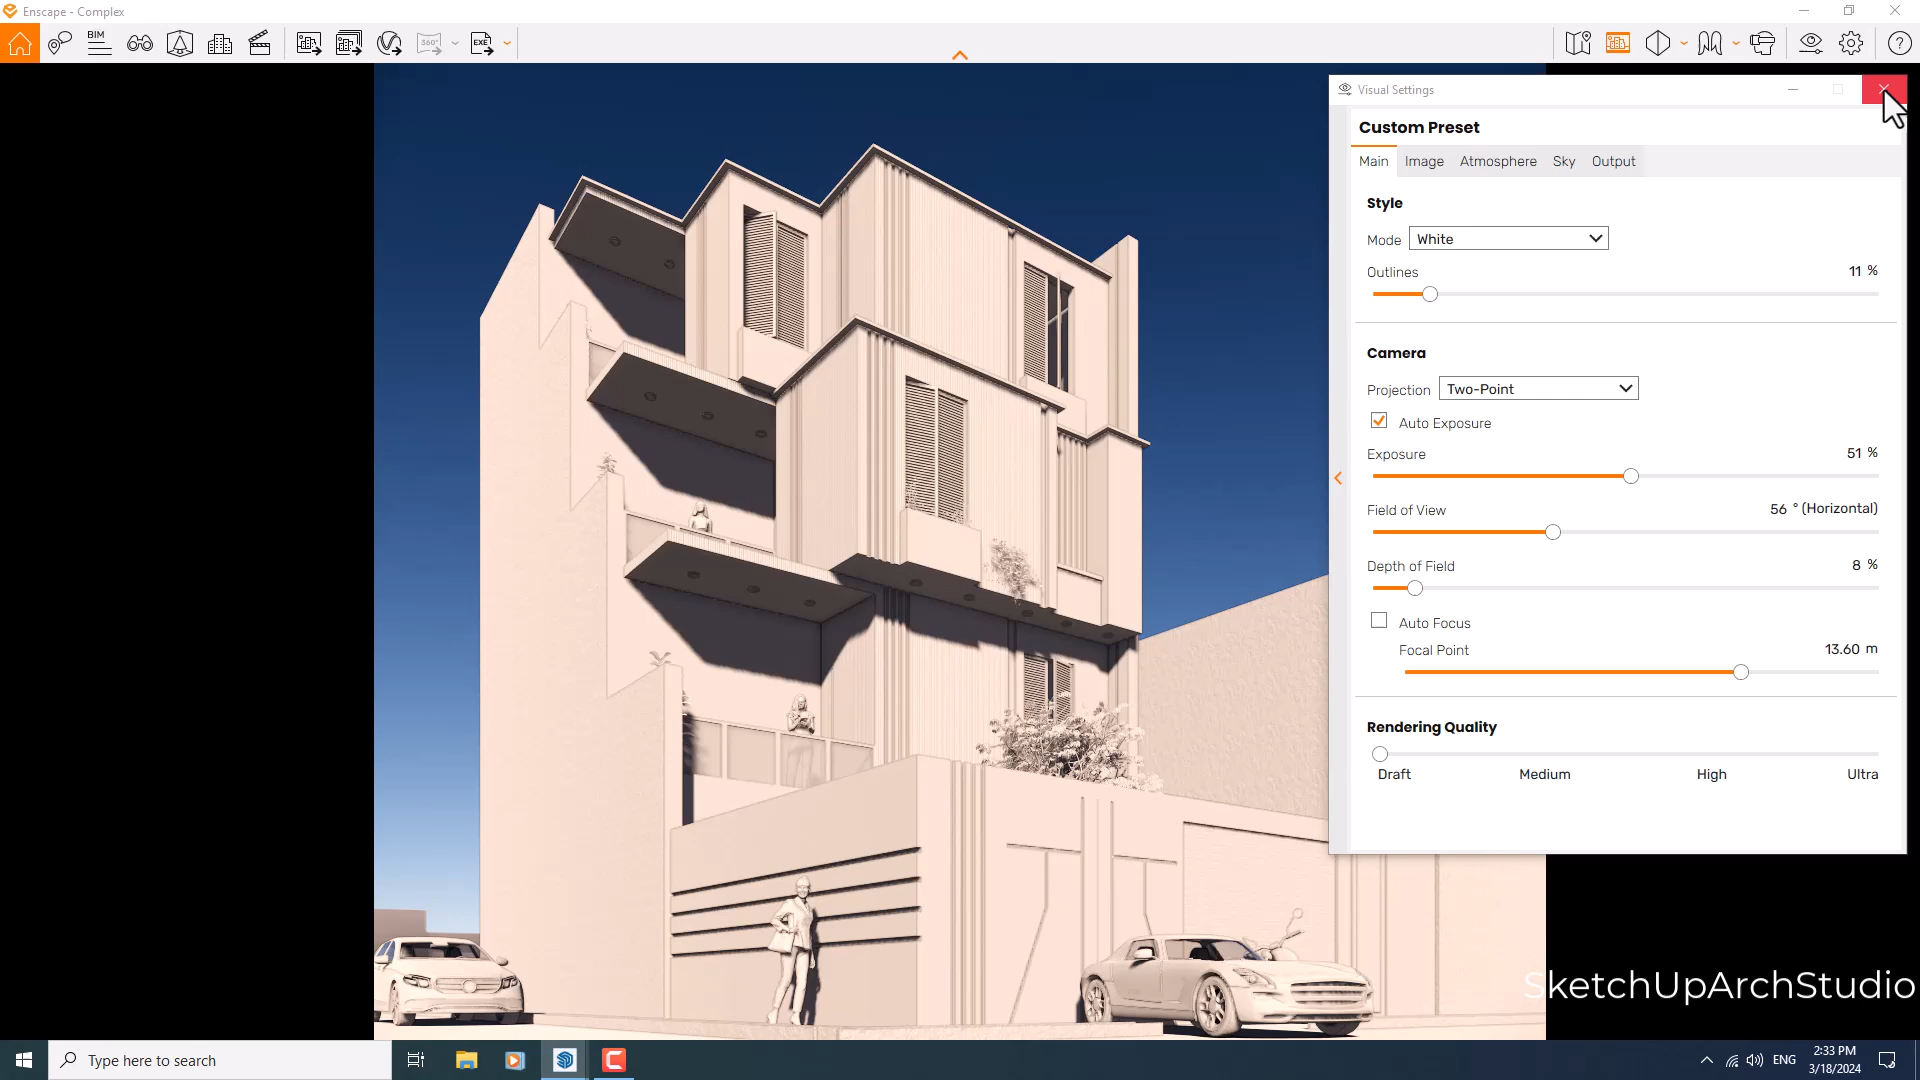 Enscape - Complex
BIM
360°
EXE
Visual Settings
Custom Preset
Main Image Atmosphere Sky Output
Style
Mode White
Outlines 11 %
Camera
Projection Two-Point
Auto Exposure
Exposure 51 %
Field of View 56 ° (Horizontal)
Depth of Field 8 %
Auto Focus
Focal Point 13.60 m
Rendering Quality
Draft Medium High Ultra
SketchUpArchStudio
Type here to search
ENG
2:33 PM
3/18/2024